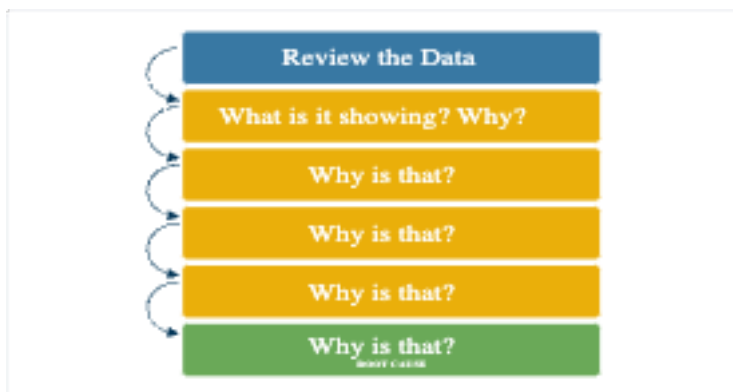 Review the Data
What is it showing? Why?
Why is that?
Why is that?
Why is that?
Why is that?
ROOT CAUSE